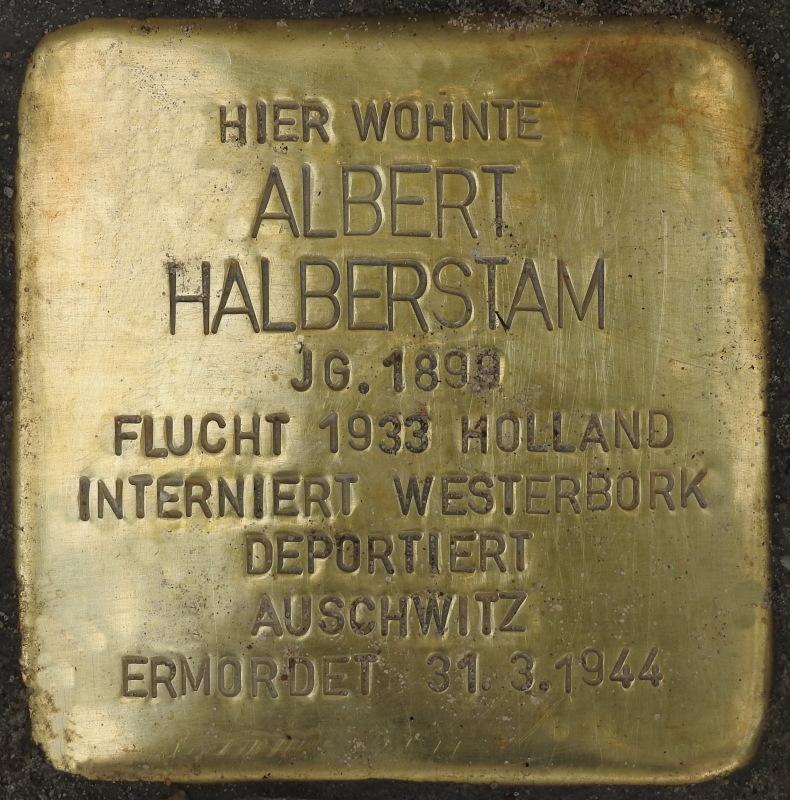 HIER WOHNTE
ALBERT
HALBERSTAM
JG. 1899
FLUCHT 1933 HOLLAND
INTERNIERT WESTERBORK
DEPORTIERT
AUSCHWITZ
ERMORDET 31. 3. 1944